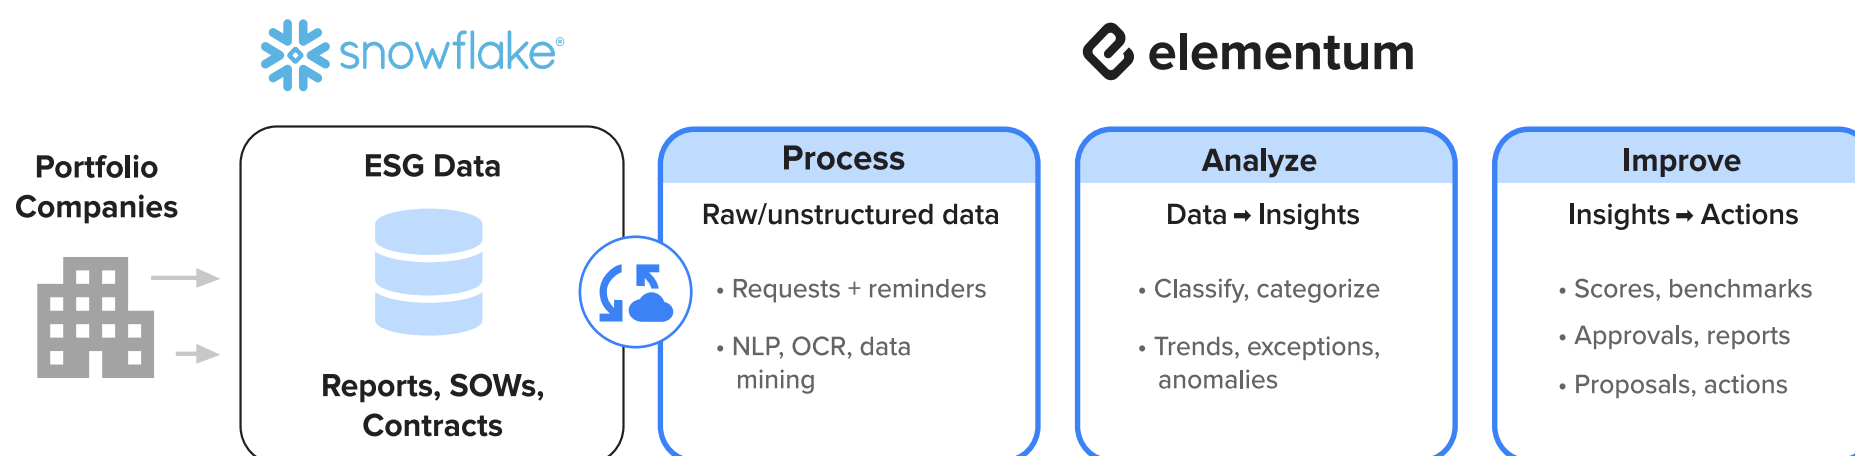 snowflake®
elementum
Portfolio
Companies
ESG Data
Reports, SOWs,
Contracts
Process
Raw/unstructured data
• Requests + reminders
• NLP, OCR, data
mining
Analyze
Data ➞ Insights
• Classify, categorize
• Trends, exceptions,
anomalies
Improve
Insights ➞ Actions
• Scores, benchmarks
• Approvals, reports
• Proposals, actions